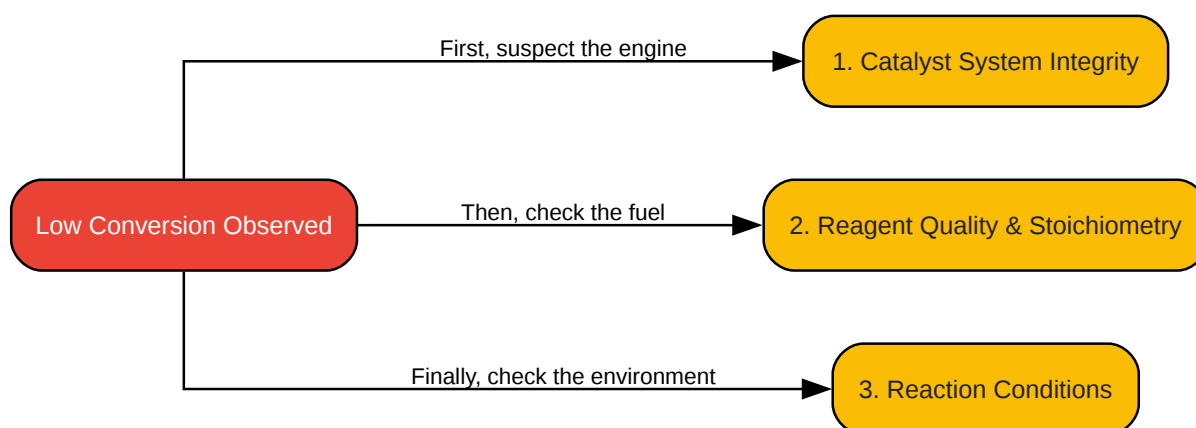 First, suspect the engine
1. Catalyst System Integrity
Low Conversion Observed
Then, check the fuel
2. Reagent Quality & Stoichiometry
Finally, check the environment
3. Reaction Conditions